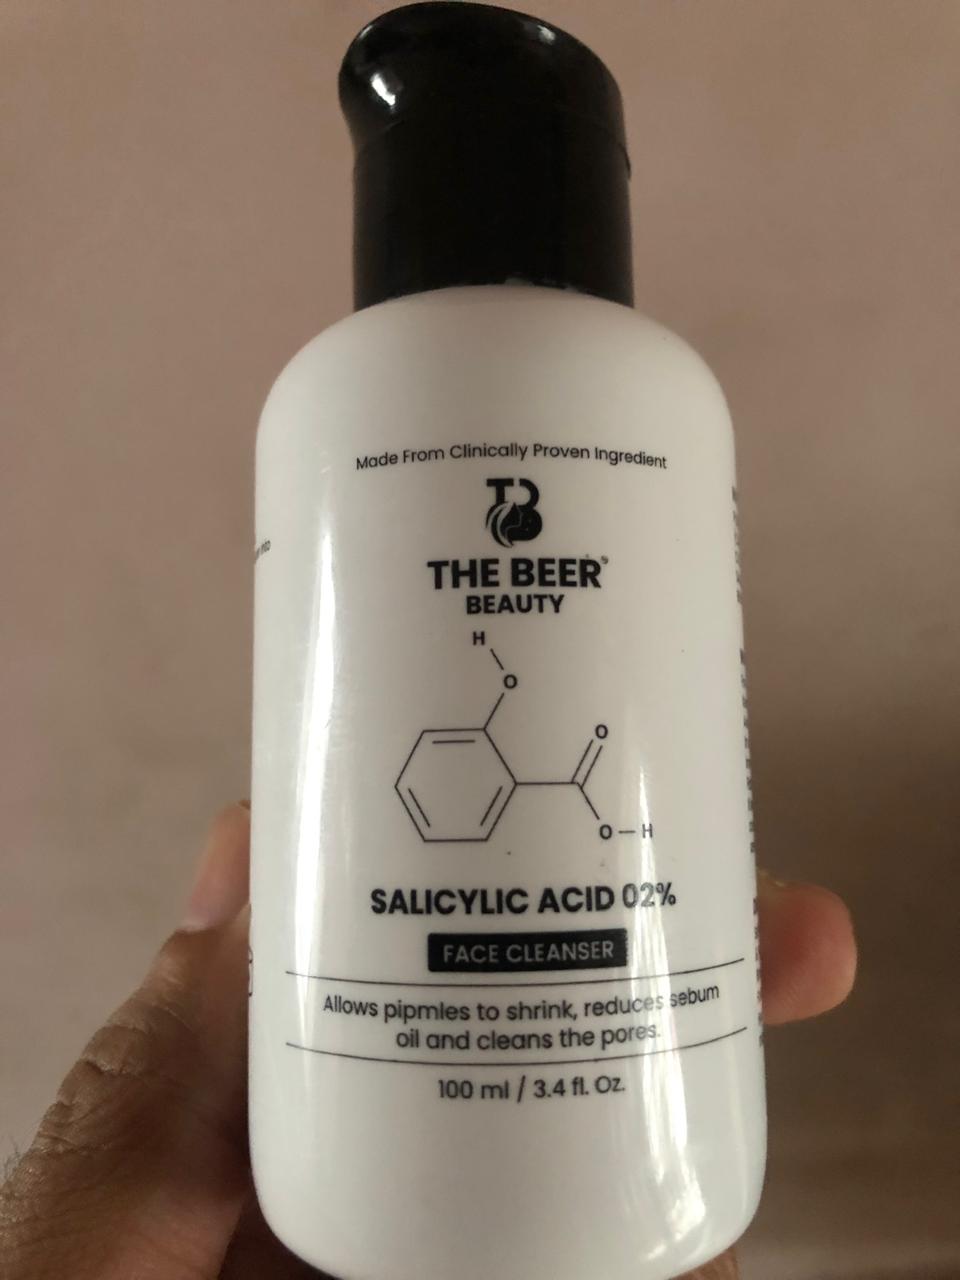 Made From Clinically Proven Ingredient
TB
THE BEER®
BEAUTY
H
O
O
O—H
SALICYLIC ACID 02%
FACE CLEANSER
Allows pipmles to shrink, reduces sebum
oil and cleans the pores.
100 ml / 3.4 fl. Oz.
into